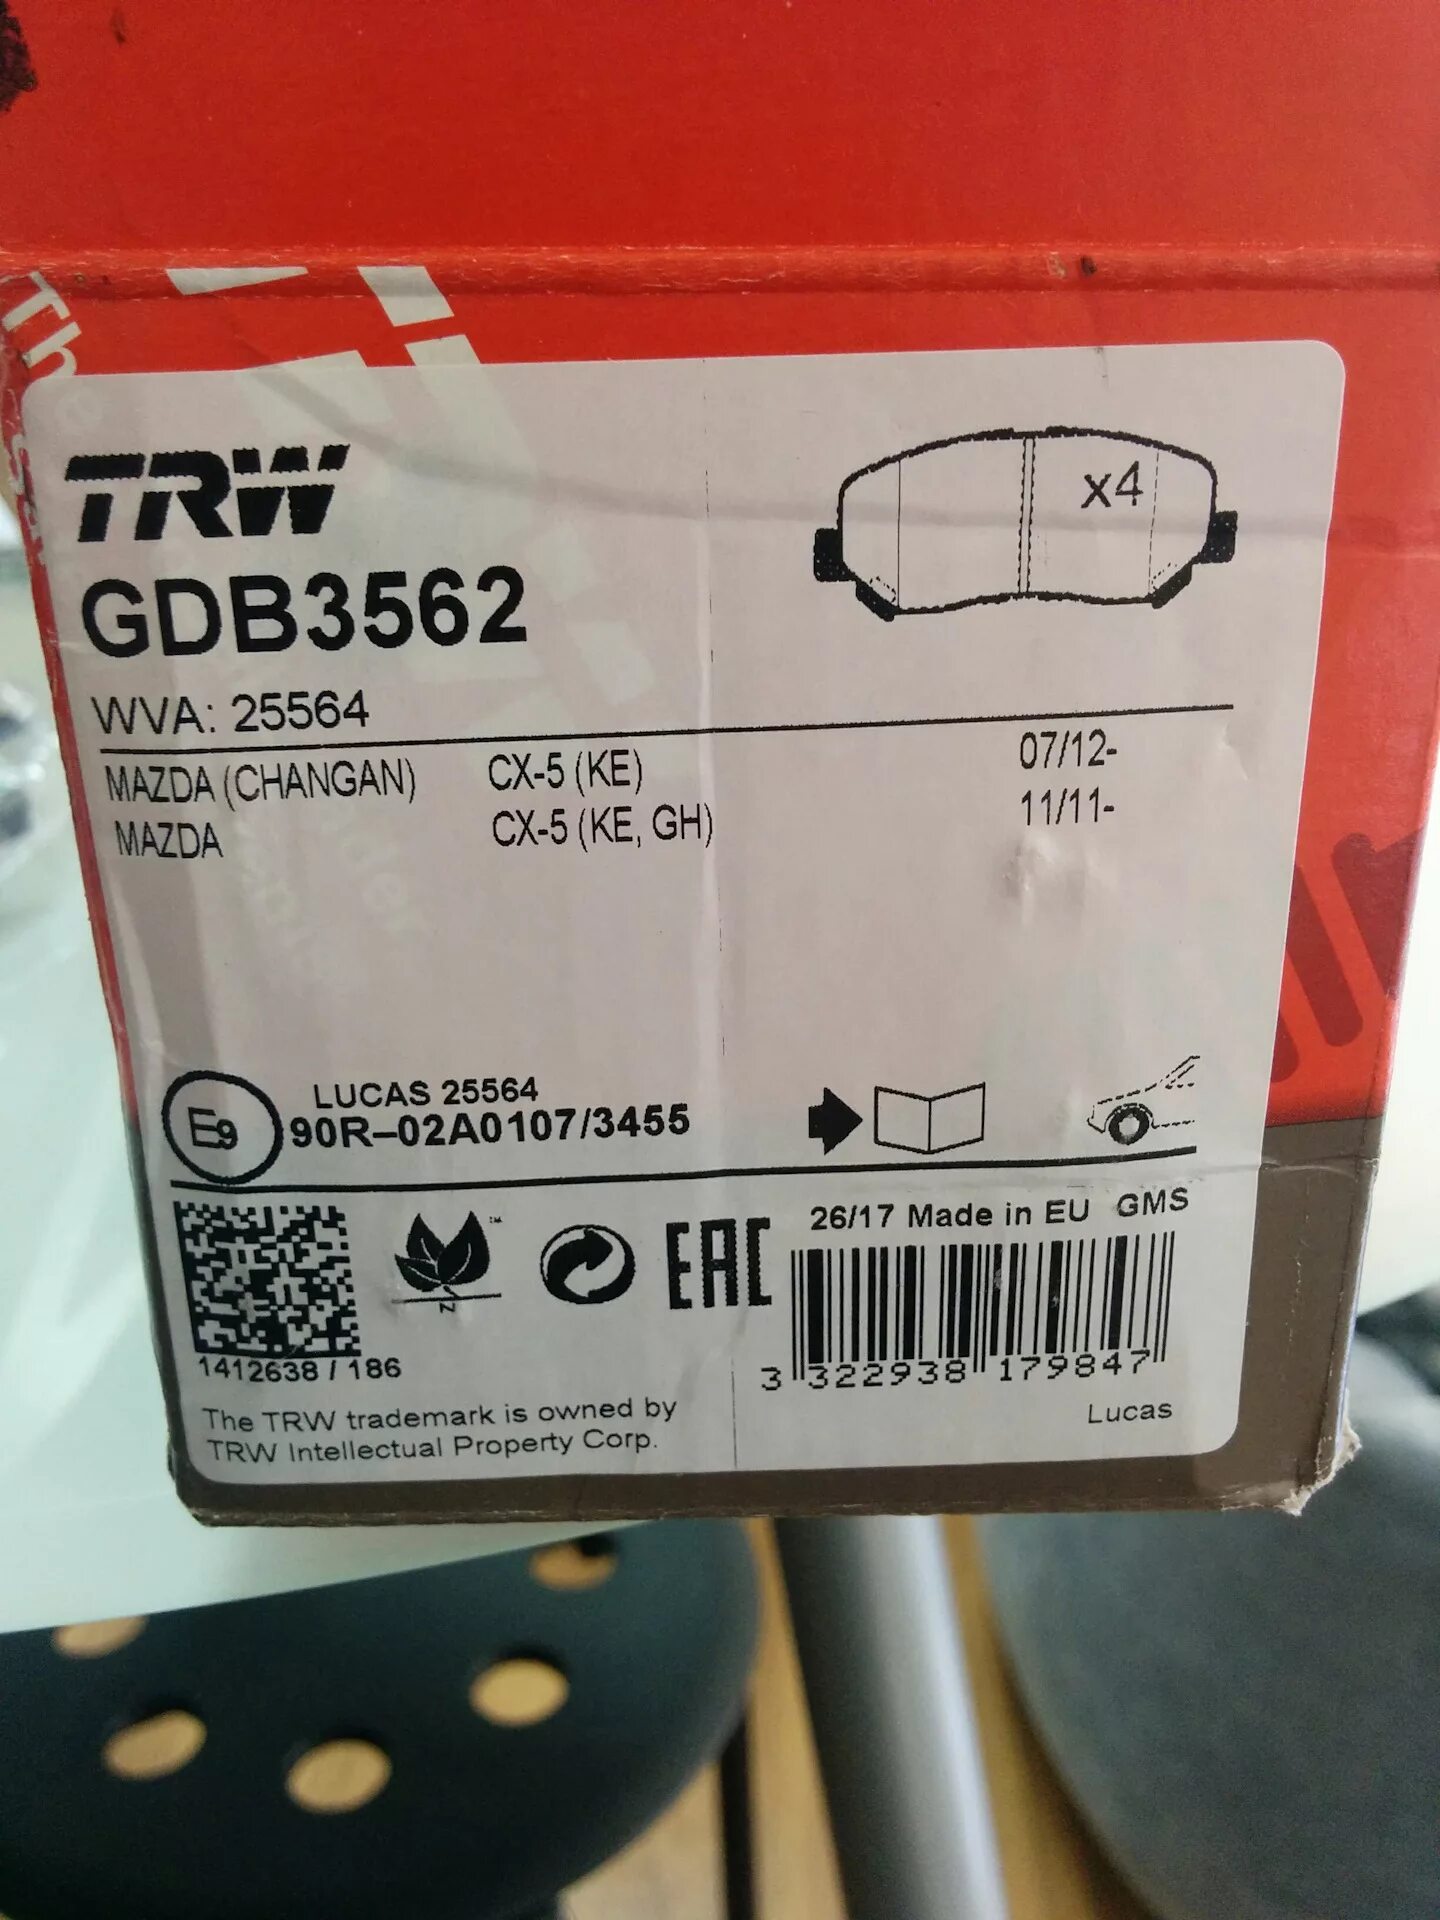 The
TRW
x4
GDB3562
WVA: 25564
MAZDA (CHANGAN) CX-5 (KE) 07/12-
MAZDA CX-5 (KE, GH) 11/11-
LUCAS 25564
E9 90R-02A0107/3455
26/17 Made in EU GMS
N
EAC
1412638 / 186
3 322938 179847
The TRW trademark is owned by
TRW Intellectual Property Corp.
Lucas